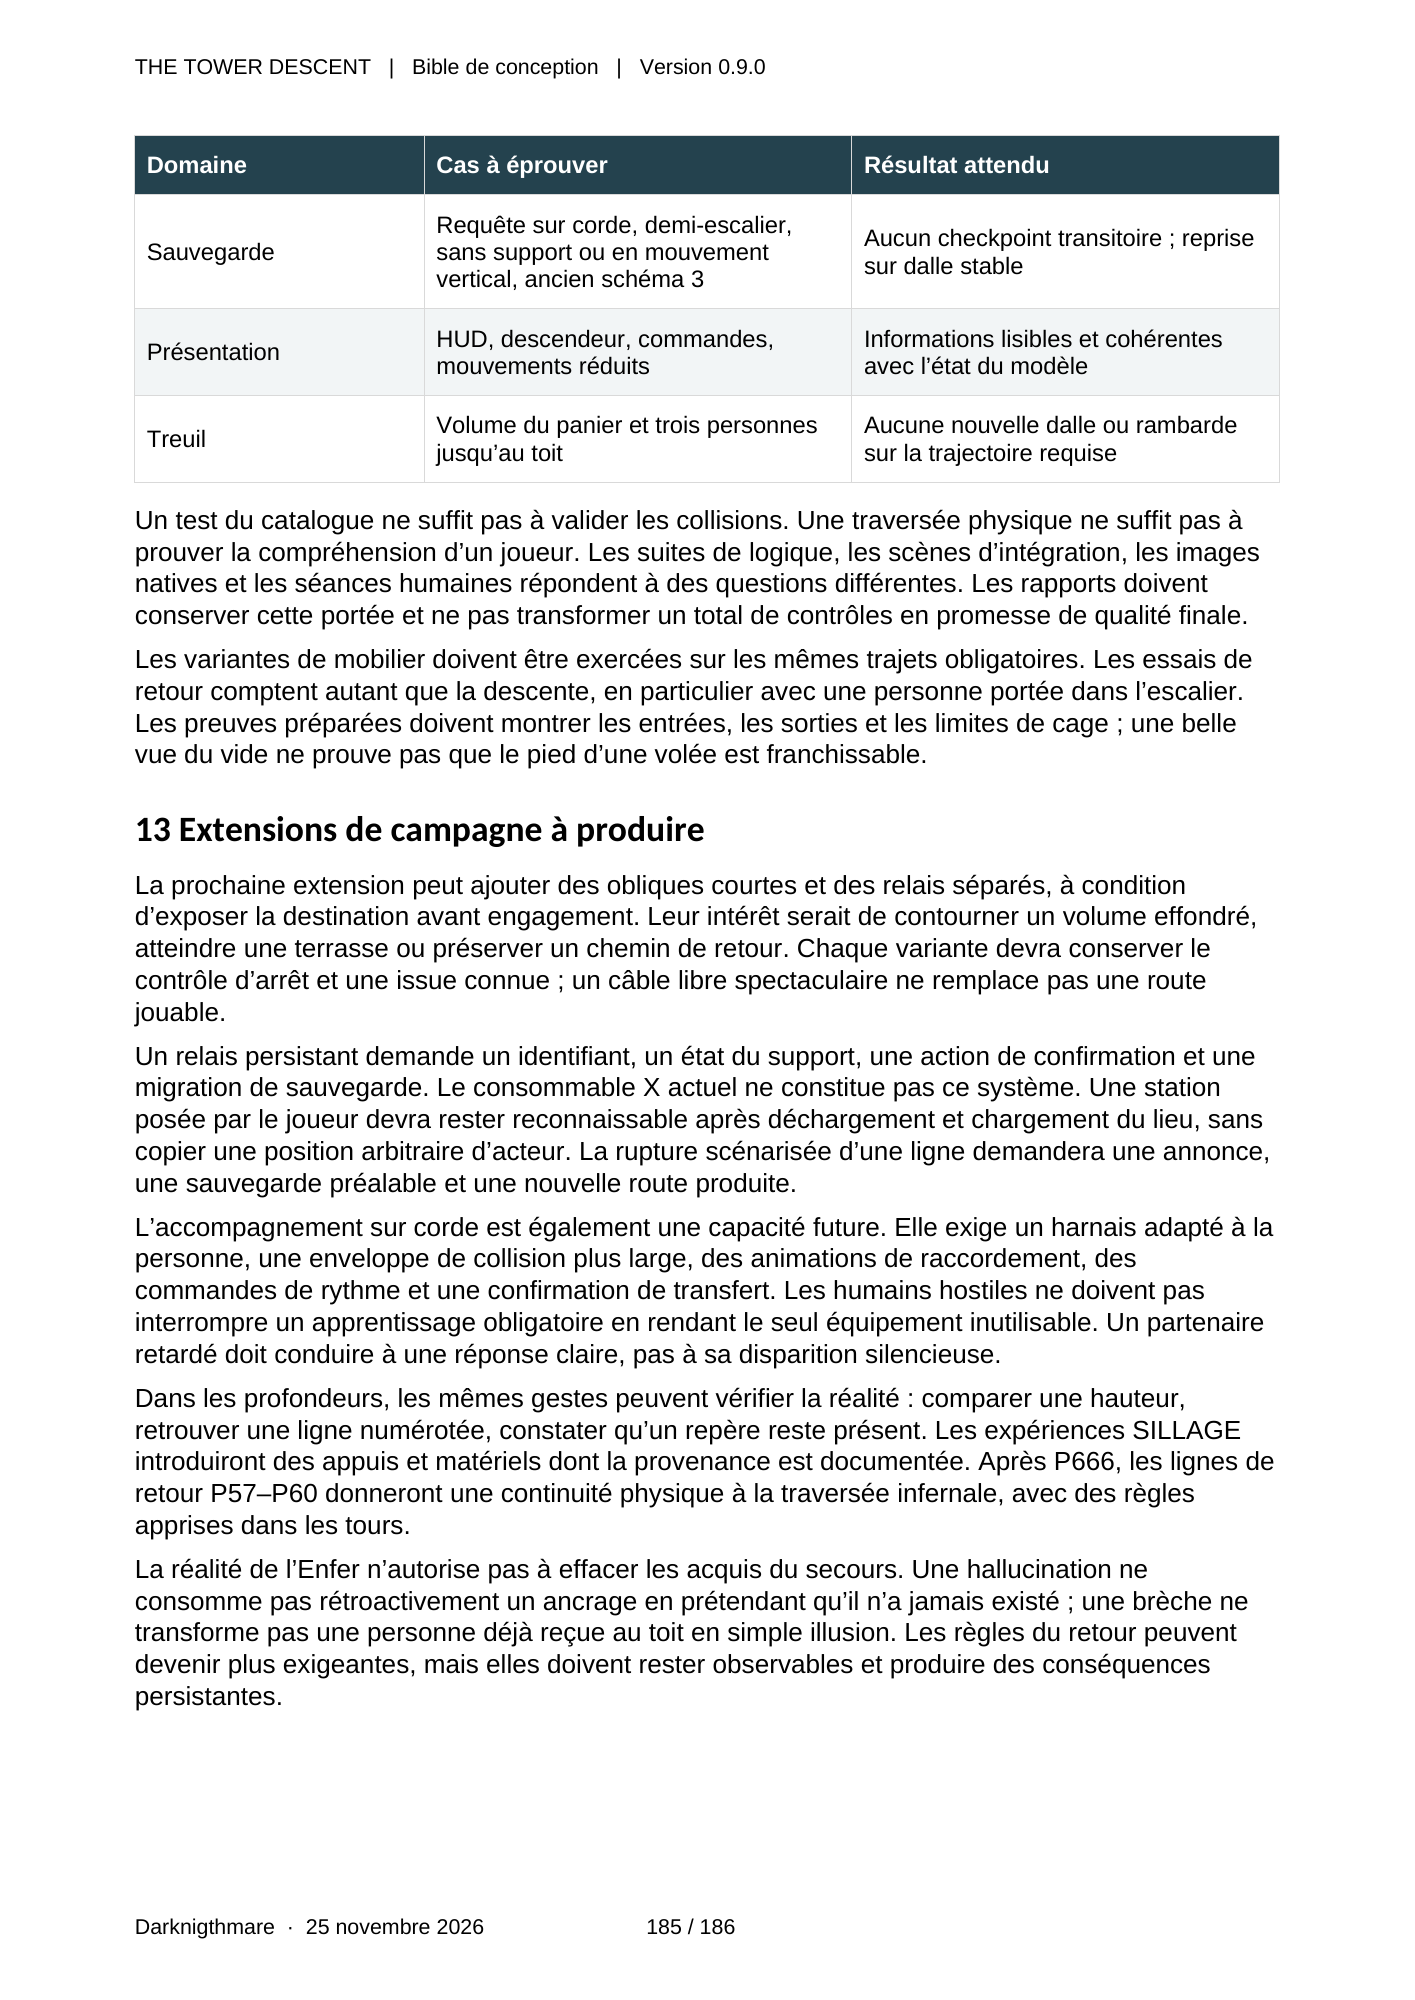 THE TOWER DESCENT | Bible de conception | Version 0.9.0
Domaine
Cas à éprouver
Résultat attendu
Sauvegarde
Requête sur corde, demi-escalier,
sans support ou en mouvement
vertical, ancien schéma 3
Aucun checkpoint transitoire ; reprise
sur dalle stable
Présentation
HUD, descendeur, commandes,
mouvements réduits
Informations lisibles et cohérentes
avec l’état du modèle
Treuil
Volume du panier et trois personnes
jusqu’au toit
Aucune nouvelle dalle ou rambarde
sur la trajectoire requise
Un test du catalogue ne suffit pas à valider les collisions. Une traversée physique ne suffit pas à
prouver la compréhension d’un joueur. Les suites de logique, les scènes d’intégration, les images
natives et les séances humaines répondent à des questions différentes. Les rapports doivent
conserver cette portée et ne pas transformer un total de contrôles en promesse de qualité finale.
Les variantes de mobilier doivent être exercées sur les mêmes trajets obligatoires. Les essais de
retour comptent autant que la descente, en particulier avec une personne portée dans l’escalier.
Les preuves préparées doivent montrer les entrées, les sorties et les limites de cage ; une belle
vue du vide ne prouve pas que le pied d’une volée est franchissable.
13 Extensions de campagne à produire
La prochaine extension peut ajouter des obliques courtes et des relais séparés, à condition
d’exposer la destination avant engagement. Leur intérêt serait de contourner un volume effondré,
atteindre une terrasse ou préserver un chemin de retour. Chaque variante devra conserver le
contrôle d’arrêt et une issue connue ; un câble libre spectaculaire ne remplace pas une route
jouable.
Un relais persistant demande un identifiant, un état du support, une action de confirmation et une
migration de sauvegarde. Le consommable X actuel ne constitue pas ce système. Une station
posée par le joueur devra rester reconnaissable après déchargement et chargement du lieu, sans
copier une position arbitraire d’acteur. La rupture scénarisée d’une ligne demandera une annonce,
une sauvegarde préalable et une nouvelle route produite.
L’accompagnement sur corde est également une capacité future. Elle exige un harnais adapté à la
personne, une enveloppe de collision plus large, des animations de raccordement, des
commandes de rythme et une confirmation de transfert. Les humains hostiles ne doivent pas
interrompre un apprentissage obligatoire en rendant le seul équipement inutilisable. Un partenaire
retardé doit conduire à une réponse claire, pas à sa disparition silencieuse.
Dans les profondeurs, les mêmes gestes peuvent vérifier la réalité : comparer une hauteur,
retrouver une ligne numérotée, constater qu’un repère reste présent. Les expériences SILLAGE
introduiront des appuis et matériels dont la provenance est documentée. Après P666, les lignes de
retour P57–P60 donneront une continuité physique à la traversée infernale, avec des règles
apprises dans les tours.
La réalité de l’Enfer n’autorise pas à effacer les acquis du secours. Une hallucination ne
consomme pas rétroactivement un ancrage en prétendant qu’il n’a jamais existé ; une brèche ne
transforme pas une personne déjà reçue au toit en simple illusion. Les règles du retour peuvent
devenir plus exigeantes, mais elles doivent rester observables et produire des conséquences
persistantes.
Darknigthmare · 25 novembre 2026
185 / 186